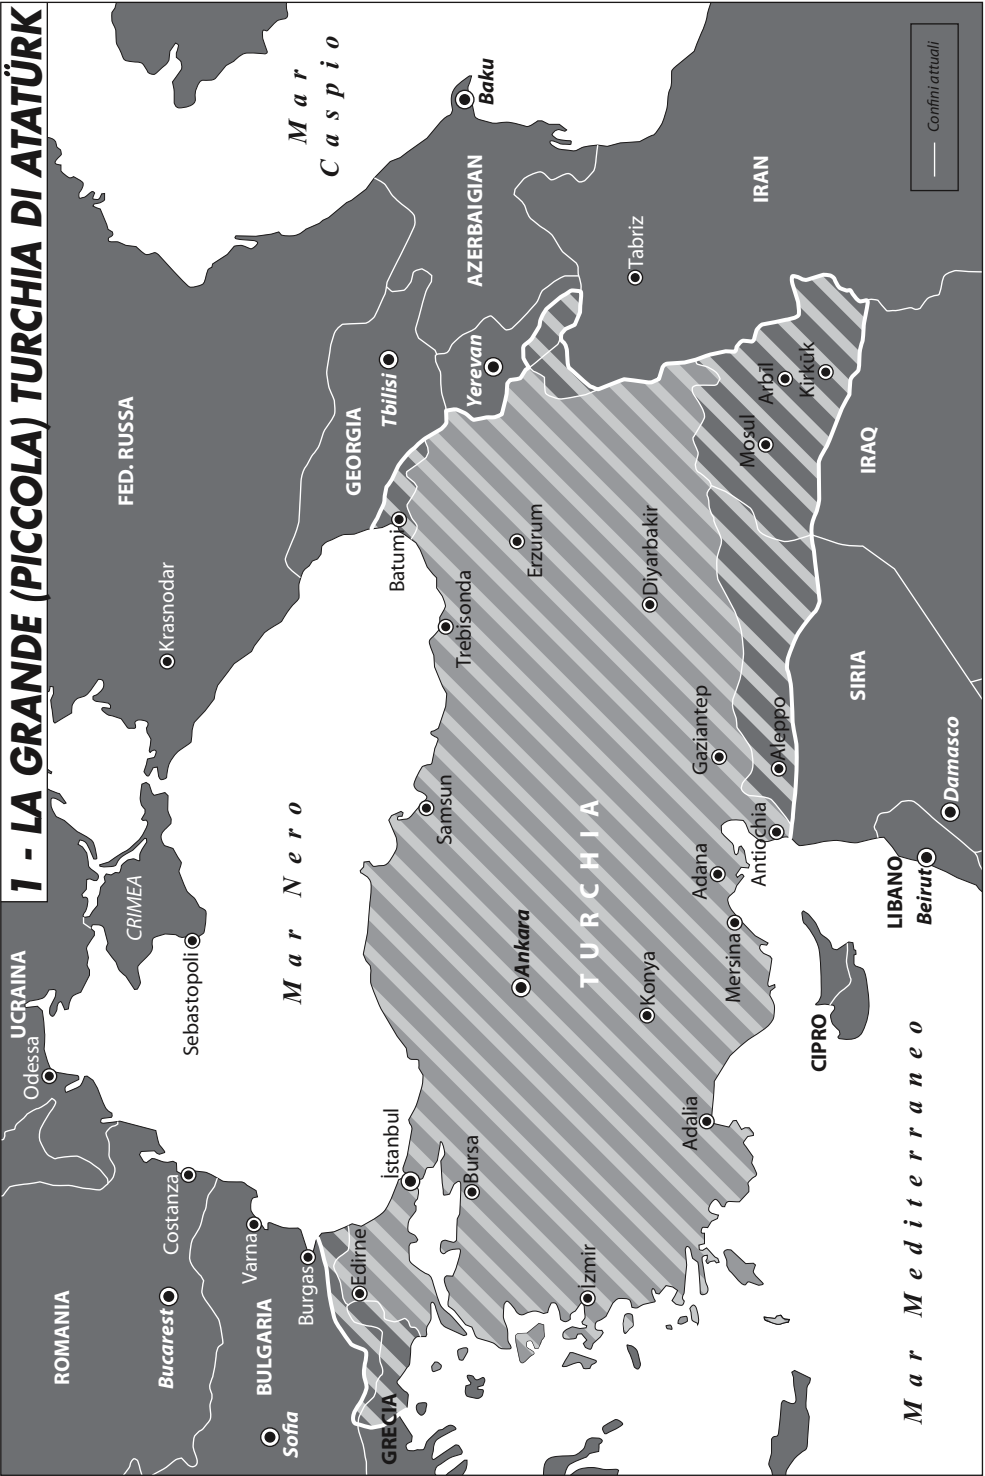 1 - LA GRANDE (PICCOLA) TURCHIA DI ATATÜRK
UCRAINA
Odessa
CRIMEA
Sebastopoli
Krasnodar
FED. RUSSA
ROMANIA
Bucarest
Costanza
Varna
BULGARIA
Sofia
Burgas
Mar Nero
GEORGIA
Tbilisi
Mar
Caspio
Baku
AZERBAIGIAN
Yerevan
Batumi
Trebisonda
Samsun
Erzurum
Edirne
GRECIA
İstanbul
Bursa
İzmir
Ankara
TURCHIA
Konya
Diyarbakir
Gaziantep
Adana
Mersina
Adalia
Antiochia
Aleppo
Mosul
Arbīl
Kirkūk
Tabriz
IRAN
IRAQ
SIRIA
Damasco
LIBANO
Beirut
CIPRO
Mar Mediterraneo
Confini attuali